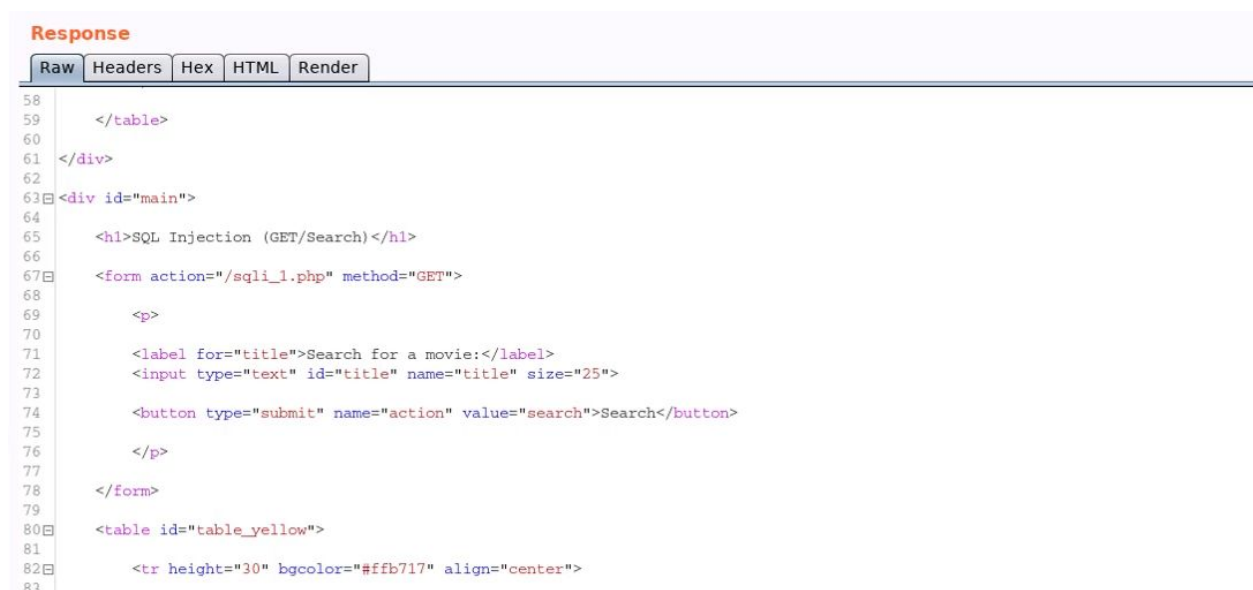 Response
Raw Headers Hex HTML Render
58
59 </table>
60
61 </div>
62
63 <div id="main">
64
65 <h1>SQL Injection (GET/Search)</h1>
66
67 <form action="/sqli_1.php" method="GET">
68
69 <p>
70
71 <label for="title">Search for a movie:</label>
72 <input type="text" id="title" name="title" size="25">
73
74 <button type="submit" name="action" value="search">Search</button>
75
76 </p>
77
78 </form>
79
80 <table id="table_yellow">
81
82 <tr height="30" bgcolor="#ffb717" align="center">
83